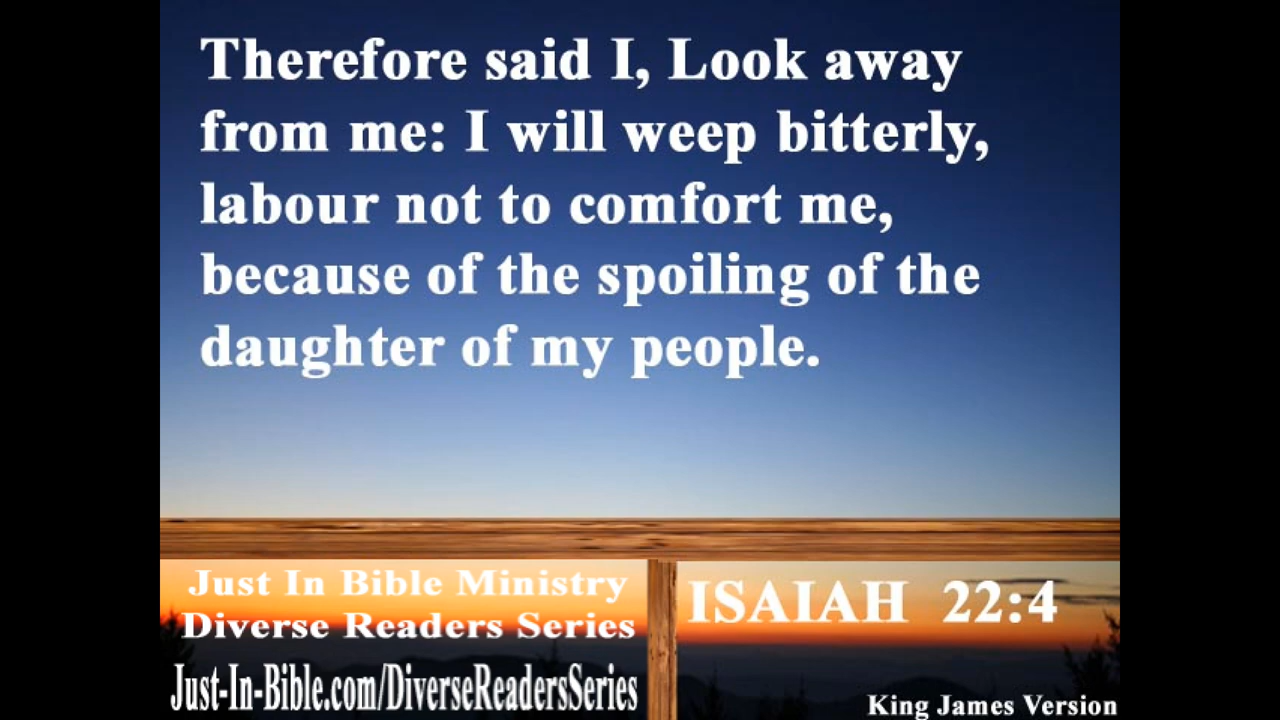 Therefore said I, Look away
from me: I will weep bitterly,
labour not to comfort me,
because of the spoiling of the
daughter of my people.
Just In Bible Ministry
Diverse Readers Series
Just-In-Bible.com/DiverseReadersSeries
ISAIAH 22:4
King James Version